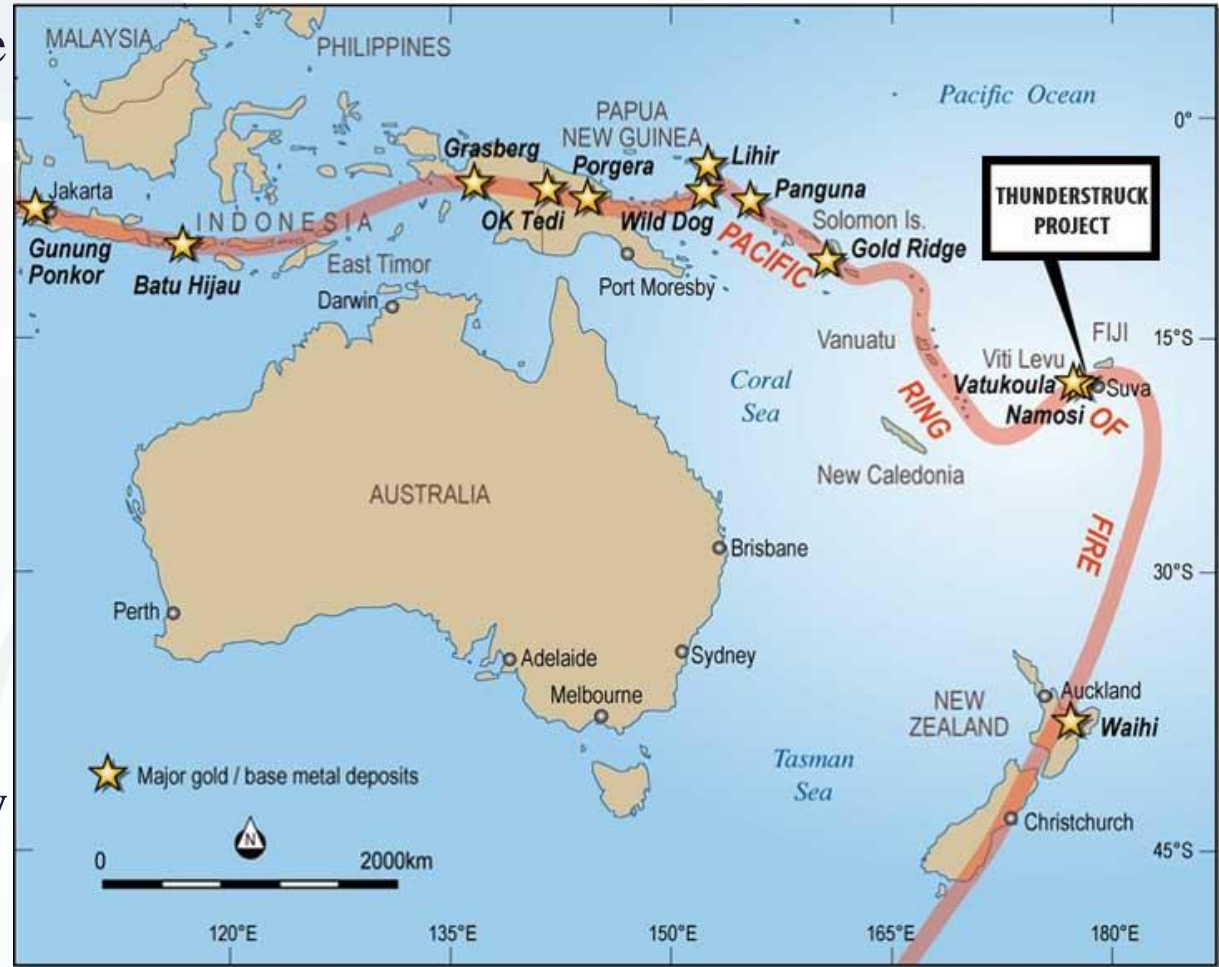 e
MALAYSIA
PHILIPPINES
Pacific Ocean
PAPUA
NEW GUINEA
0°
Grasberg
Porgera
Lihir
Jakarta
INDONESIA
OK Tedi
Wild Dog
Panguna
THUNDERSTRUCK
PROJECT
Solomon Is.
Gold Ridge
Gunung
Ponkor
Batu Hijau
East Timor
Darwin
Port Moresby
PACIFIC
Vanuatu
FIJI
15°S
Viti Levu
Vatukoula
Suva
Namosi
Coral
Sea
RING
OF
New Caledonia
AUSTRALIA
FIRE
Brisbane
30°S
Perth
Adelaide
Sydney
Melbourne
Auckland
NEW
ZEALAND
Waihi
Major gold / base metal deposits
Tasman
Sea
y
N
Christchurch
0
2000km
45°S
120°E
135°E
150°E
165°E
180°E